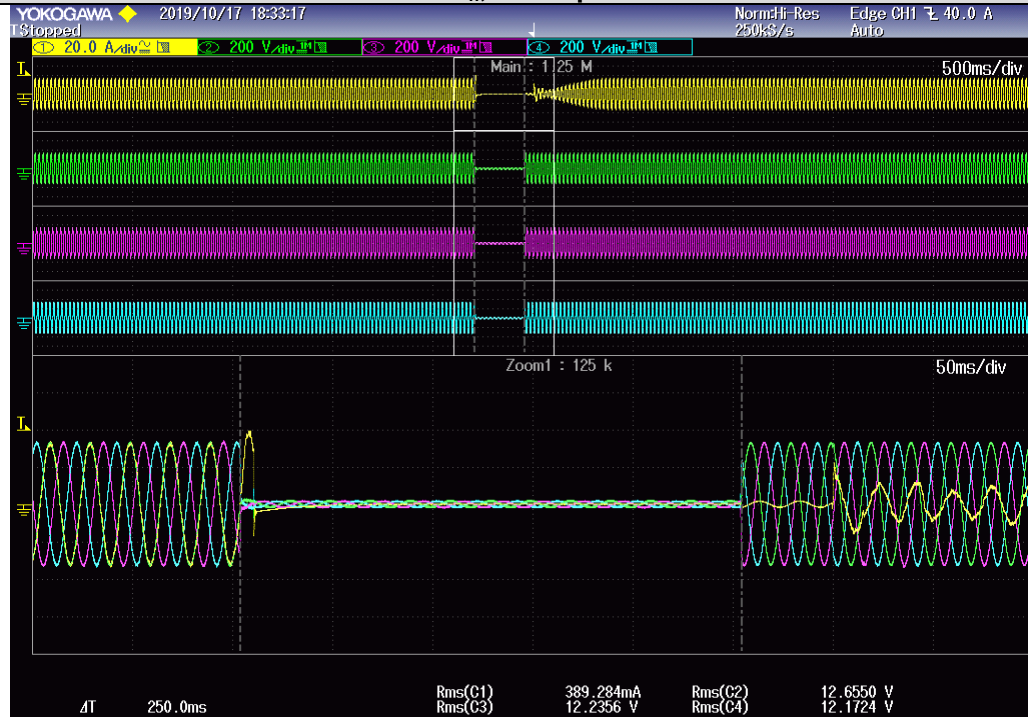 YOKOGAWA 2019/10/17 18:33:17 Norm:Hi-Res Edge CH1 40.0 A
Stopped 250kS/s Auto
1 20.0 A/div 2 200 V/div 3 200 V/div 4 200 V/div
Main : 1.25 M 500ms/div
Zoom1 : 125 k 50ms/div
Rms(C1) 389.284mA Rms(C2) 12.6550 V
ΔT 250.0ms Rms(C3) 12.2356 V Rms(C4) 12.1724 V